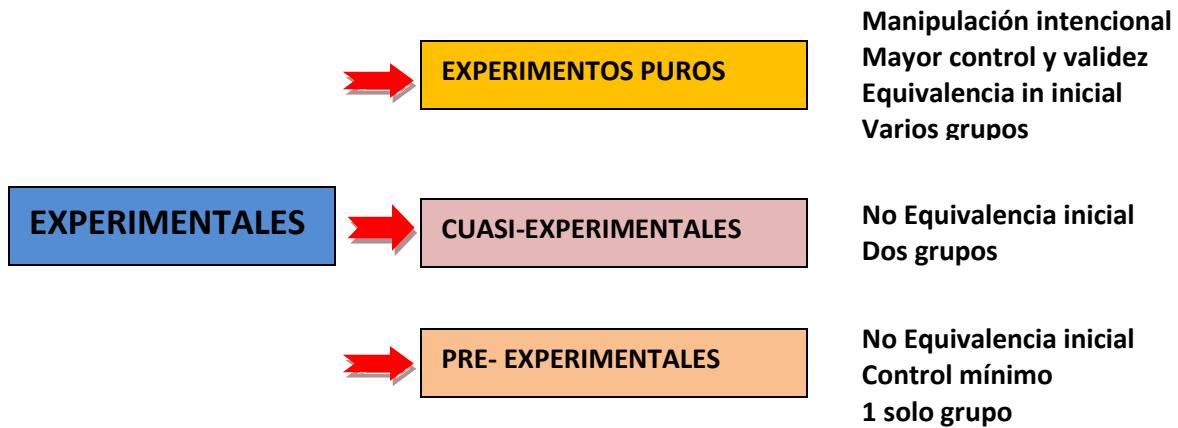 EXPERIMENTALES
EXPERIMENTOS PUROS
Manipulación intencional
Mayor control y validez
Equivalencia in inicial
Varios grupos
CUASI-EXPERIMENTALES
No Equivalencia inicial
Dos grupos
PRE- EXPERIMENTALES
No Equivalencia inicial
Control mínimo
1 solo grupo